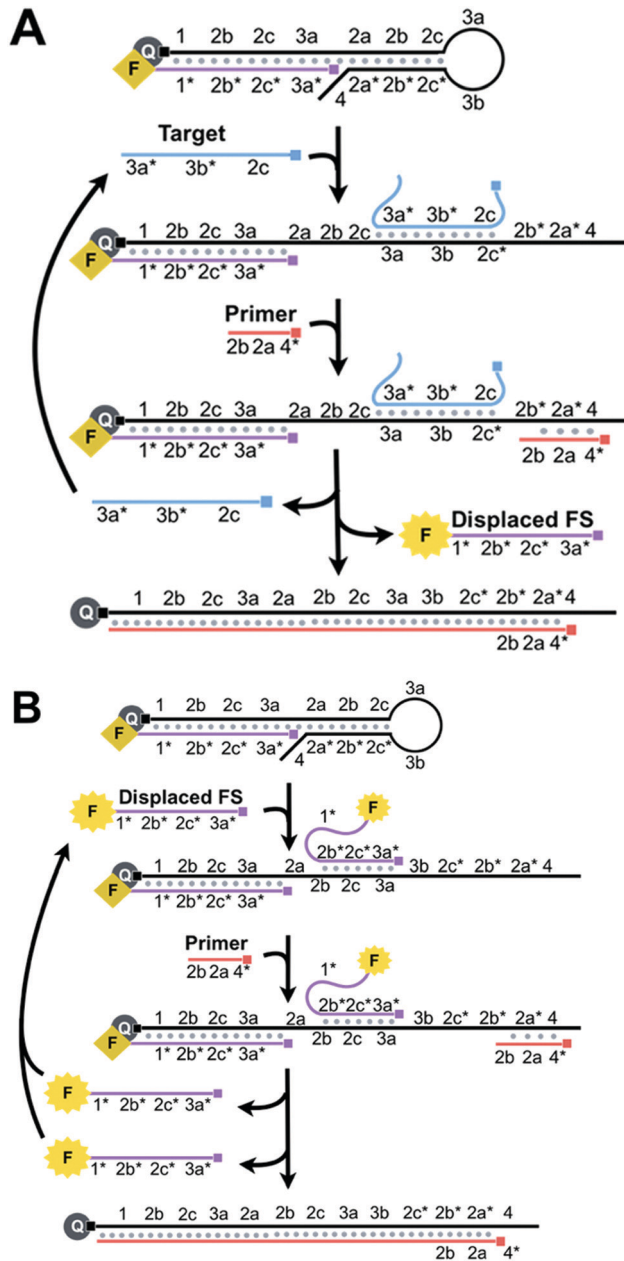 A
3a
1 2b 2c 3a 2a 2b 2c
Q
F
1* 2b* 2c* 3a* 2a* 2b* 2c*
4
3b
Target
3a* 3b* 2c
3a* 3b* 2c
1 2b 2c 3a 2a 2b 2c 2b* 2a* 4
Q
F
1* 2b* 2c* 3a* 3a 3b 2c*
Primer
2b 2a 4*
3a* 3b* 2c
1 2b 2c 3a 2a 2b 2c 2b* 2a* 4
Q
F
1* 2b* 2c* 3a* 3a 3b 2c* 2b 2a 4*
3a* 3b* 2c
F Displaced FS
1* 2b* 2c* 3a*
1 2b 2c 3a 2a 2b 2c 3a 3b 2c* 2b* 2a* 4
Q
2b 2a 4*
B
3a
1 2b 2c 3a 2a 2b 2c
Q
F
1* 2b* 2c* 3a* 2a* 2b* 2c*
4
3b
F Displaced FS
1* 2b* 2c* 3a*
1* F
2b* 2c* 3a*
1 2b 2c 3a 2a 3b 2c* 2b* 2a* 4
Q
F
1* 2b* 2c* 3a* 2b 2c 3a
Primer
2b 2a 4*
1* F
2b* 2c* 3a*
1 2b 2c 3a 2a 3b 2c* 2b* 2a* 4
Q
F
1* 2b* 2c* 3a* 2b 2c 3a 2b 2a 4*
F
1* 2b* 2c* 3a*
F
1* 2b* 2c* 3a*
1 2b 2c 3a 2a 2b 2c 3a 3b 2c* 2b* 2a* 4
Q
2b 2a 4*